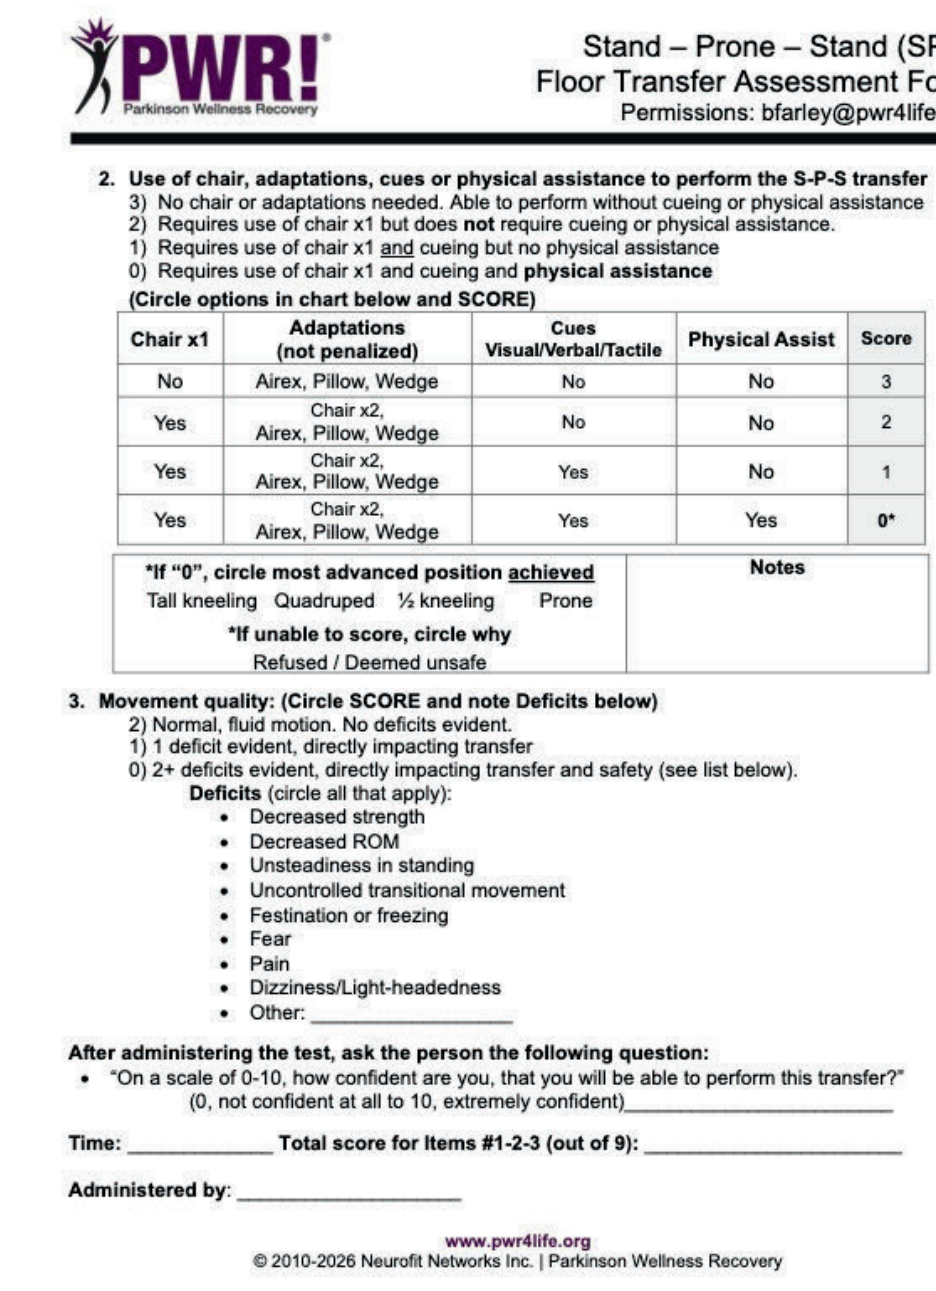 PWR!®
Parkinson Wellness Recovery
Stand – Prone – Stand (SP
Floor Transfer Assessment Fo
Permissions: bfarley@pwr4life
2. Use of chair, adaptations, cues or physical assistance to perform the S-P-S transfer
3) No chair or adaptations needed. Able to perform without cueing or physical assistance
2) Requires use of chair x1 but does not require cueing or physical assistance.
1) Requires use of chair x1 and cueing but no physical assistance
0) Requires use of chair x1 and cueing and physical assistance
(Circle options in chart below and SCORE)
Chair x1 Adaptations (not penalized) Cues Visual/Verbal/Tactile Physical Assist Score
No Airex, Pillow, Wedge No No 3
Yes Chair x2, Airex, Pillow, Wedge No No 2
Yes Chair x2, Airex, Pillow, Wedge Yes No 1
Yes Chair x2, Airex, Pillow, Wedge Yes Yes 0*
*If “0”, circle most advanced position achieved
Tall kneeling Quadruped ½ kneeling Prone
*If unable to score, circle why
Refused / Deemed unsafe
Notes
3. Movement quality: (Circle SCORE and note Deficits below)
2) Normal, fluid motion. No deficits evident.
1) 1 deficit evident, directly impacting transfer
0) 2+ deficits evident, directly impacting transfer and safety (see list below).
Deficits (circle all that apply):
• Decreased strength
• Decreased ROM
• Unsteadiness in standing
• Uncontrolled transitional movement
• Festination or freezing
• Fear
• Pain
• Dizziness/Light-headedness
• Other: ___________________
After administering the test, ask the person the following question:
• “On a scale of 0-10, how confident are you, that you will be able to perform this transfer?”
(0, not confident at all to 10, extremely confident)_________________________
Time: _____________ Total score for Items #1-2-3 (out of 9): ________________________
Administered by: _____________________
www.pwr4life.org
© 2010-2026 Neurofit Networks Inc. | Parkinson Wellness Recovery